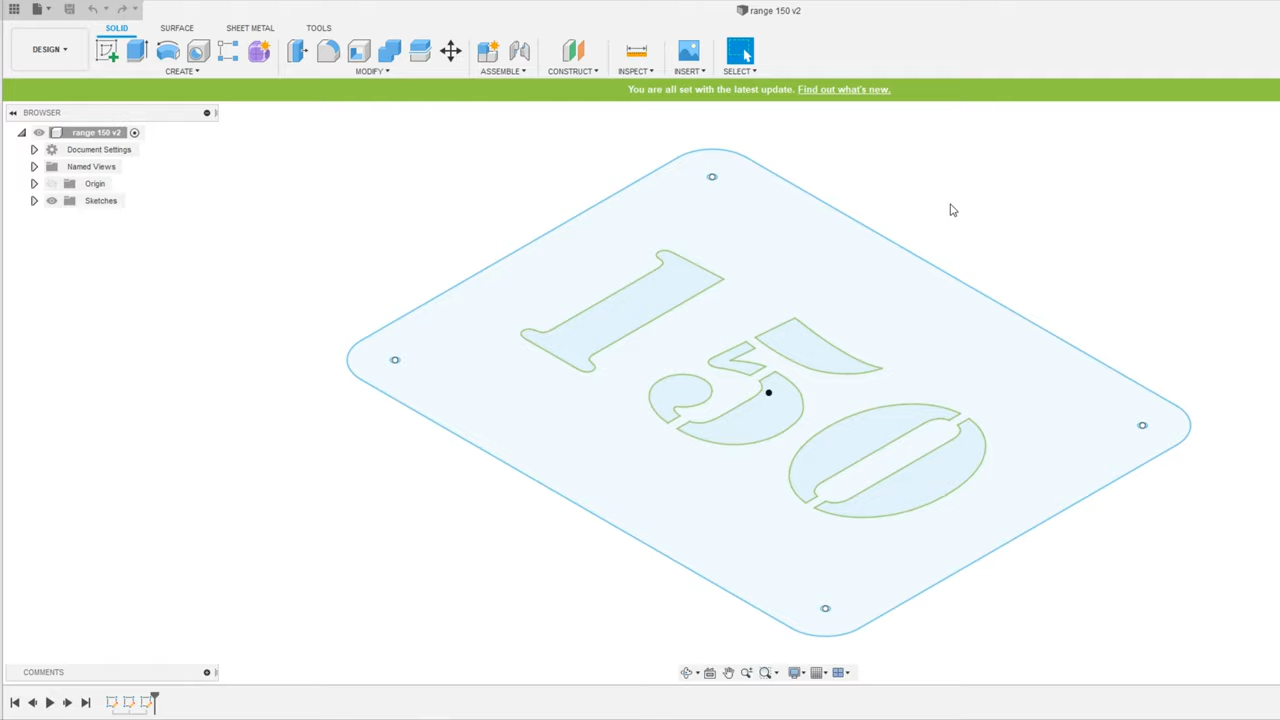 range 150 v2
SOLID SURFACE SHEET METAL TOOLS
DESIGN
CREATE MODIFY ASSEMBLE CONSTRUCT INSPECT INSERT SELECT
You are all set with the latest update. Find out what's new.
BROWSER
range 150 v2
Document Settings
Named Views
Origin
Sketches
150
COMMENTS